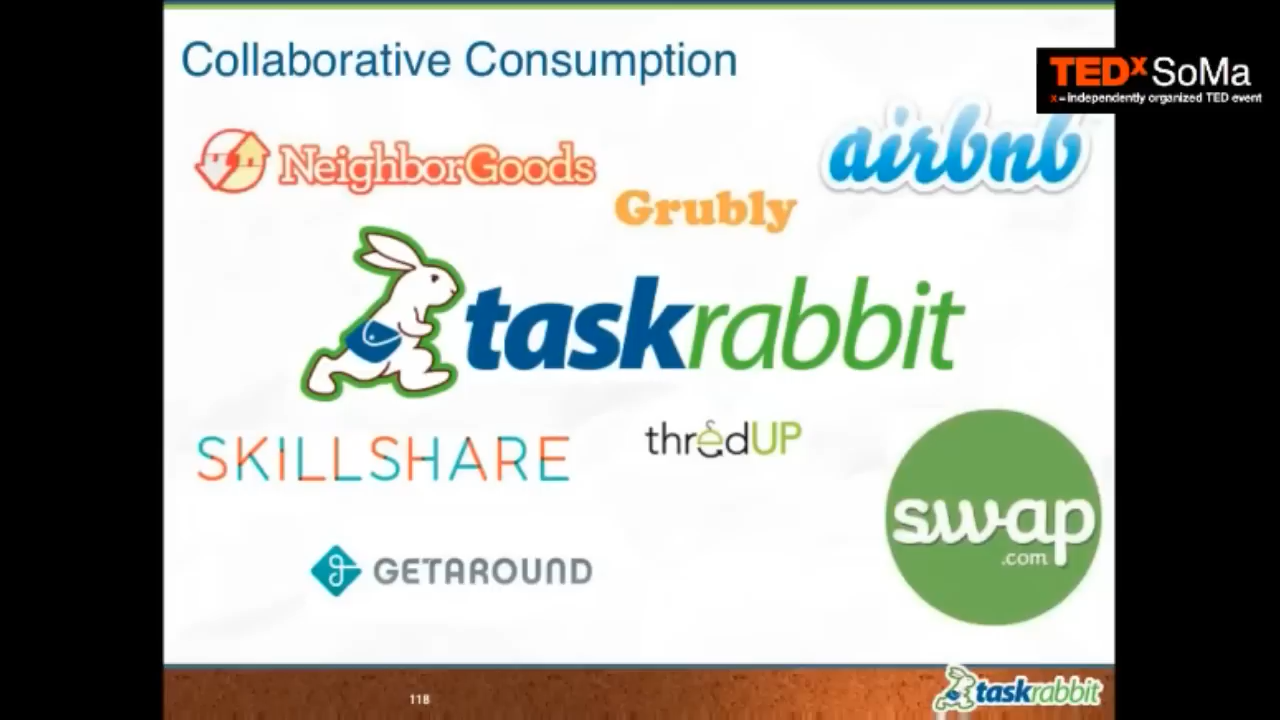 Collaborative Consumption
TEDxSoMa
x = independently organized TED event
NeighborGoods
airbnb
Grubly
taskrabbit
SKILLSHARE
thredUP
swap
.com
GETAROUND
118
taskrabbit